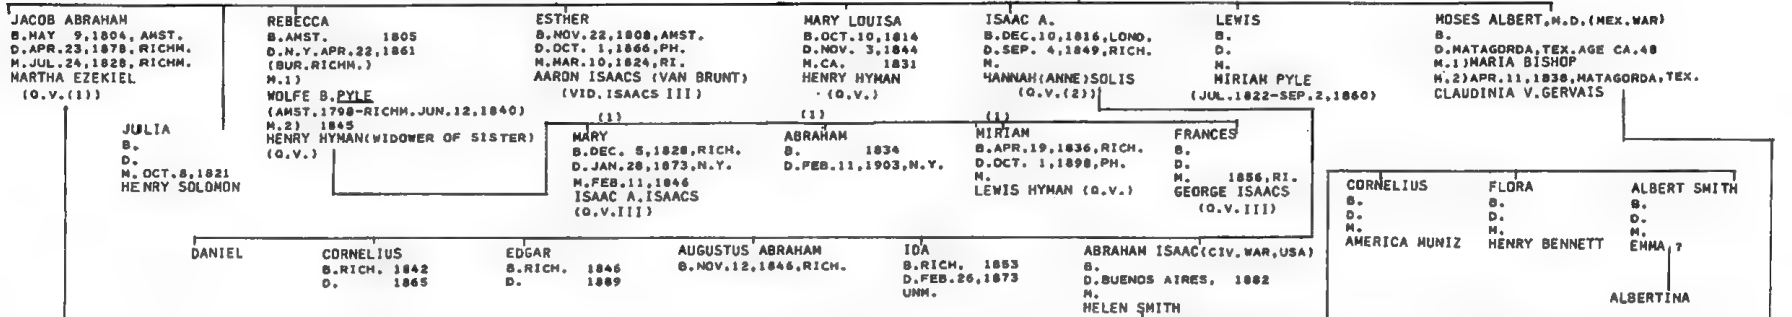 JACOB ABRAHAM
B.MAY 9,1804, AMST.
D.APR.23,1878, RICHM.
M.JUL.24,1828, RICHM.
MARTHA EZEKIEL
(Q.V.(1))
REBECCA
B.AMST. 1805
D.N.Y.APR.22,1861
(BUR.RICHM.)
M.1)
WOLFE B.PYLE
(AMST.1798-RICHM.JUN.12,1840)
M.2) 1845
HENRY HYMAN(WIDOWER OF SISTER)
(Q.V.)
ESTHER
B.NOV.22,1808,AMST.
D.OCT. 1,1866,PH.
M.MAR.10,1824,RI.
AARON ISAACS (VAN BRUNT)
(VID.ISAACS III)
MARY LOUISA
B.OCT.10,1814
D.NOV. 3,1844
M.CA. 1831
HENRY HYMAN
(Q.V.)
ISAAC A.
B.DEC.10,1816,LOND.
D.SEP. 4,1849,RICH.
M.
HANNAH(ANNE)SOLIS
(Q.V.(2))
LEWIS
B.
D.
M.
MIRIAM PYLE
(JUL.1822-SEP.2,1860)
MOSES ALBERT,M.D.(MEX.WAR)
B.
D.MATAGORDA,TEX.AGE CA.48
M.1)MARIA BISHOP
M.2)APR.11,1838,MATAGORDA,TEX.
CLAUDINIA V.GERVAIS
JULIA
B.
D.
M. OCT.8,1821
HENRY SOLOMON
(1)
MARY
B.DEC. 5,1828,RICH.
D.JAN.28,1873,N.Y.
M.FEB.11,1846
ISAAC A.ISAACS
(Q.V.III)
(1)
ABRAHAM
B. 1834
D.FEB.11,1903,N.Y.
(1)
MIRIAM
B.APR.19,1836,RICH.
D.OCT. 1,1898,PH.
M.
LEWIS HYMAN (Q.V.)
FRANCES
B.
D.
M. 1856,RI.
GEORGE ISAACS
(Q.V.III)
CORNELIUS
B.
D.
M.
AMERICA MUNIZ
FLORA
B.
D.
M.
HENRY BENNETT
ALBERT SMITH
B.
D.
M.
EMMA ?
ALBERTINA
DANIEL
CORNELIUS
B.RICH. 1842
D. 1865
EDGAR
B.RICH. 1846
D. 1889
AUGUSTUS ABRAHAM
B.NOV.12,1846,RICH.
IDA
B.RICH. 1853
D.FEB.26,1873
UNM.
ABRAHAM ISAAC(CIV.WAR,USA)
B.
D.BUENOS AIRES, 1882
M.
HELEN SMITH